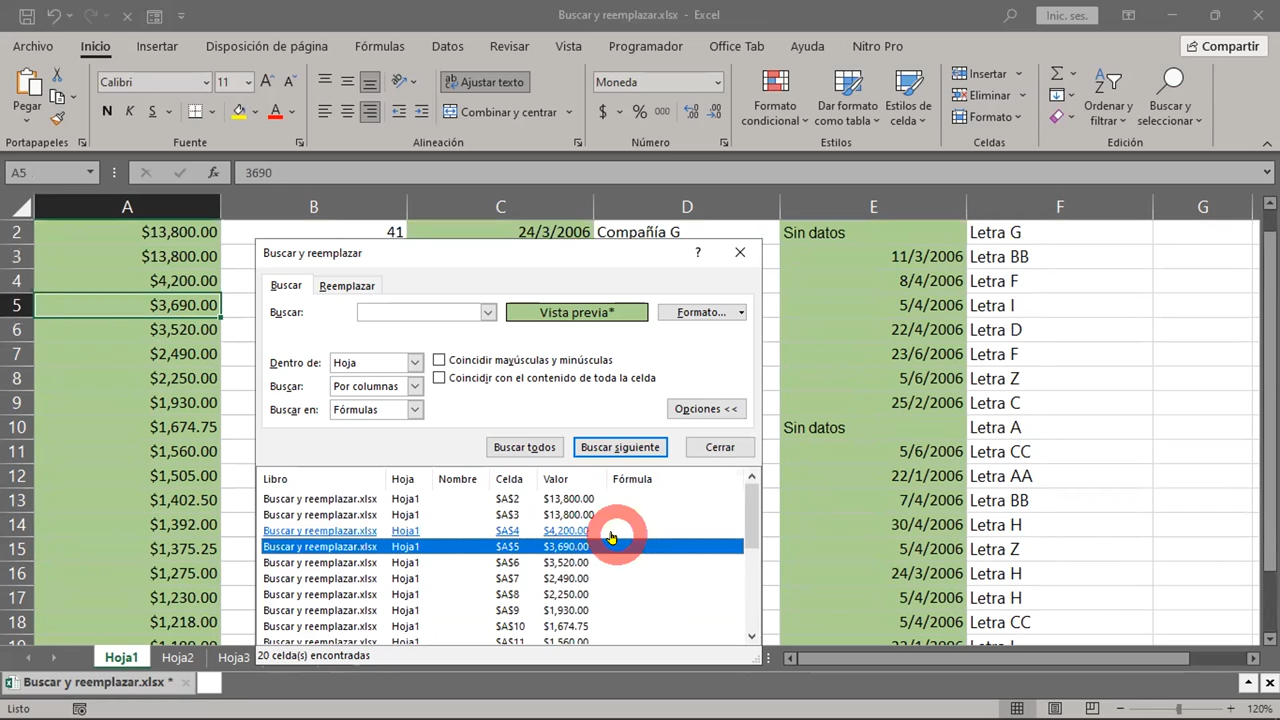 Buscar y reemplazar.xlsx - Excel
Inic. ses.
Archivo Inicio Insertar Disposición de página Fórmulas Datos Revisar Vista Programador Office Tab Ayuda Nitro Pro Compartir
Pegar
Calibri 11
N K S
Ajustar texto
Combinar y centrar
Moneda
$ % 000
Formato condicional
Dar formato como tabla
Estilos de celda
Insertar
Eliminar
Formato
Ordenar y filtrar
Buscar y seleccionar
Portapapeles Fuente Alineación Número Estilos Celdas Edición
A5 fx 3690
A B C D E F G
2 $13,800.00 41 24/3/2006 Compañía G Sin datos Letra G
3 $13,800.00 11/3/2006 Letra BB
4 $4,200.00 8/4/2006 Letra F
5 $3,690.00 5/4/2006 Letra I
6 $3,520.00 22/4/2006 Letra D
7 $2,490.00 23/6/2006 Letra F
8 $2,250.00 5/6/2006 Letra Z
9 $1,930.00 25/2/2006 Letra C
10 $1,674.75 Sin datos Letra A
11 $1,560.00 5/6/2006 Letra CC
12 $1,505.00 22/1/2006 Letra AA
13 $1,402.50 7/4/2006 Letra BB
14 $1,392.00 30/4/2006 Letra H
15 $1,375.25 5/4/2006 Letra Z
16 $1,275.00 24/3/2006 Letra H
17 $1,230.00 5/4/2006 Letra H
18 $1,218.00 5/4/2006 Letra CC
Buscar y reemplazar ?
Buscar Reemplazar
Buscar: Vista previa* Formato...
Dentro de: Hoja
Buscar: Por columnas
Buscar en: Fórmulas
Coincidir mayúsculas y minúsculas
Coincidir con el contenido de toda la celda
Opciones <<
Buscar todos Buscar siguiente Cerrar
Libro Hoja Nombre Celda Valor Fórmula
Buscar y reemplazar.xlsx Hoja1 $A$2 $13,800.00
Buscar y reemplazar.xlsx Hoja1 $A$3 $13,800.00
Buscar y reemplazar.xlsx Hoja1 $A$4 $4,200.00
Buscar y reemplazar.xlsx Hoja1 $A$5 $3,690.00
Buscar y reemplazar.xlsx Hoja1 $A$6 $3,520.00
Buscar y reemplazar.xlsx Hoja1 $A$7 $2,490.00
Buscar y reemplazar.xlsx Hoja1 $A$8 $2,250.00
Buscar y reemplazar.xlsx Hoja1 $A$9 $1,930.00
Buscar y reemplazar.xlsx Hoja1 $A$10 $1,674.75
Buscar y reemplazar.xlsx Hoja1 $A$11 $1,560.00
20 celda(s) encontradas
Hoja1 Hoja2 Hoja3
Buscar y reemplazar.xlsx *
Listo
120%